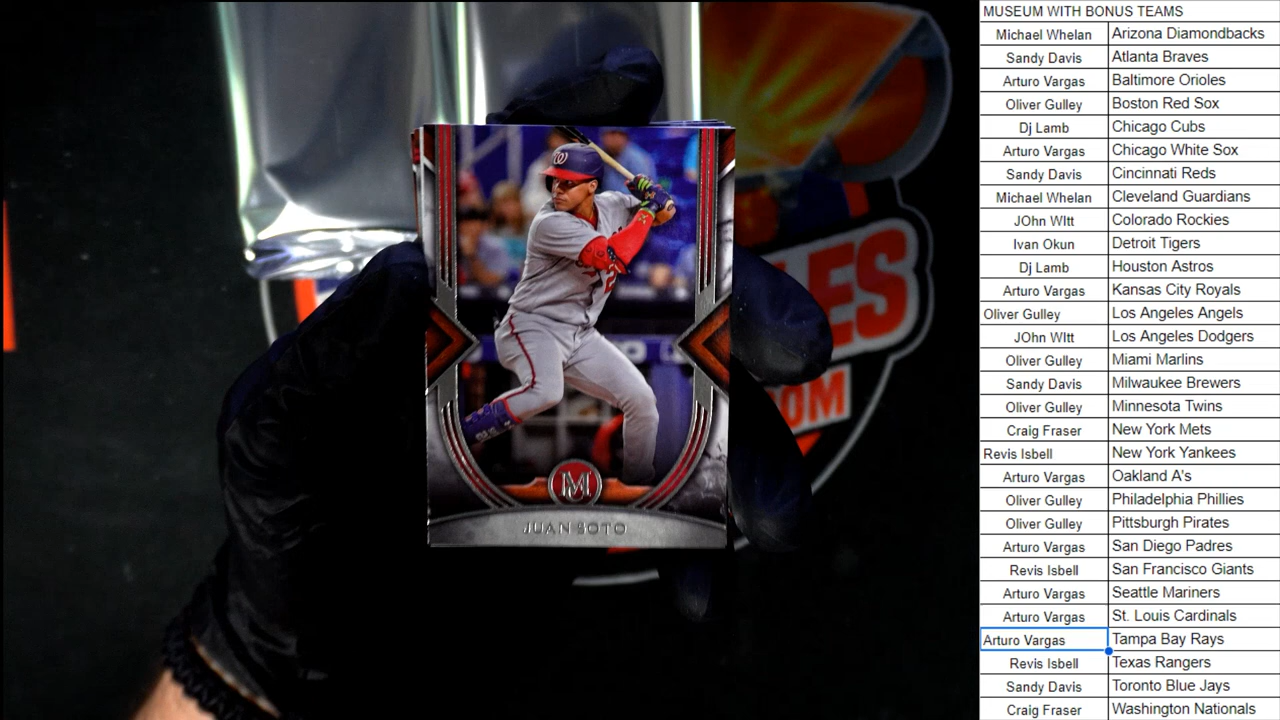 W
2
M
JUAN SOTO
LES
OM
MUSEUM WITH BONUS TEAMS
Michael Whelan Arizona Diamondbacks
Sandy Davis Atlanta Braves
Arturo Vargas Baltimore Orioles
Oliver Gulley Boston Red Sox
Dj Lamb Chicago Cubs
Arturo Vargas Chicago White Sox
Sandy Davis Cincinnati Reds
Michael Whelan Cleveland Guardians
JOhn WItt Colorado Rockies
Ivan Okun Detroit Tigers
Dj Lamb Houston Astros
Arturo Vargas Kansas City Royals
Oliver Gulley Los Angeles Angels
JOhn WItt Los Angeles Dodgers
Oliver Gulley Miami Marlins
Sandy Davis Milwaukee Brewers
Oliver Gulley Minnesota Twins
Craig Fraser New York Mets
Revis Isbell New York Yankees
Arturo Vargas Oakland A's
Oliver Gulley Philadelphia Phillies
Oliver Gulley Pittsburgh Pirates
Arturo Vargas San Diego Padres
Revis Isbell San Francisco Giants
Arturo Vargas Seattle Mariners
Arturo Vargas St. Louis Cardinals
Arturo Vargas Tampa Bay Rays
Revis Isbell Texas Rangers
Sandy Davis Toronto Blue Jays
Craig Fraser Washington Nationals